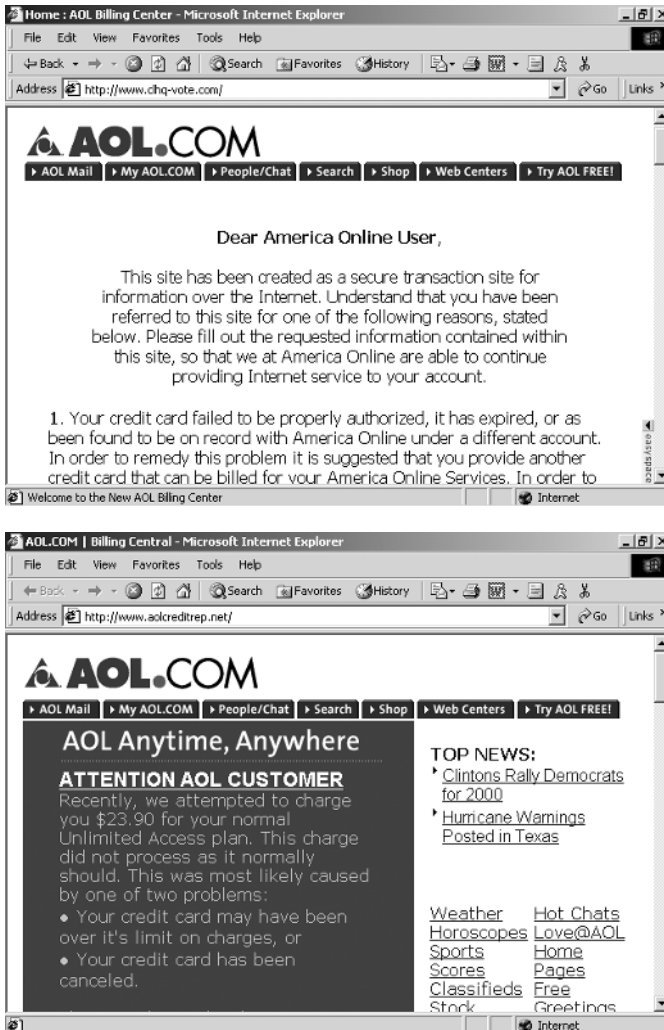 Home : AOL Billing Center - Microsoft Internet Explorer
File Edit View Favorites Tools Help
Back Search Favorites History
Address http://www.clhq-vote.com/ Go Links
AOL.COM
AOL Mail My AOL.COM People/Chat Search Shop Web Centers Try AOL FREE!
Dear America Online User,
This site has been created as a secure transaction site for
information over the Internet. Understand that you have been
referred to this site for one of the following reasons, stated
below. Please fill out the requested information contained within
this site, so that we at America Online are able to continue
providing Internet service to your account.
1. Your credit card failed to be properly authorized, it has expired, or as
been found to be on record with America Online under a different account.
In order to remedy this problem it is suggested that you provide another
credit card that can be billed for your America Online Services. In order to
easyspace
Welcome to the New AOL Billing Center Internet
AOL.COM | Billing Central - Microsoft Internet Explorer
File Edit View Favorites Tools Help
Back Search Favorites History
Address http://www.aolcreditrep.net/ Go Links
AOL.COM
AOL Mail My AOL.COM People/Chat Search Shop Web Centers Try AOL FREE!
AOL Anytime, Anywhere
ATTENTION AOL CUSTOMER
Recently, we attempted to charge
you $23.90 for your normal
Unlimited Access plan. This charge
did not process as it normally
should. This was most likely caused
by one of two problems:
• Your credit card may have been
over it's limit on charges, or
• Your credit card has been
canceled.
TOP NEWS:
Clintons Rally Democrats
for 2000
Hurricane Warnings
Posted in Texas
Weather Hot Chats
Horoscopes Love@AOL
Sports Home
Scores Pages
Classifieds Free
Stock Greetings
Internet